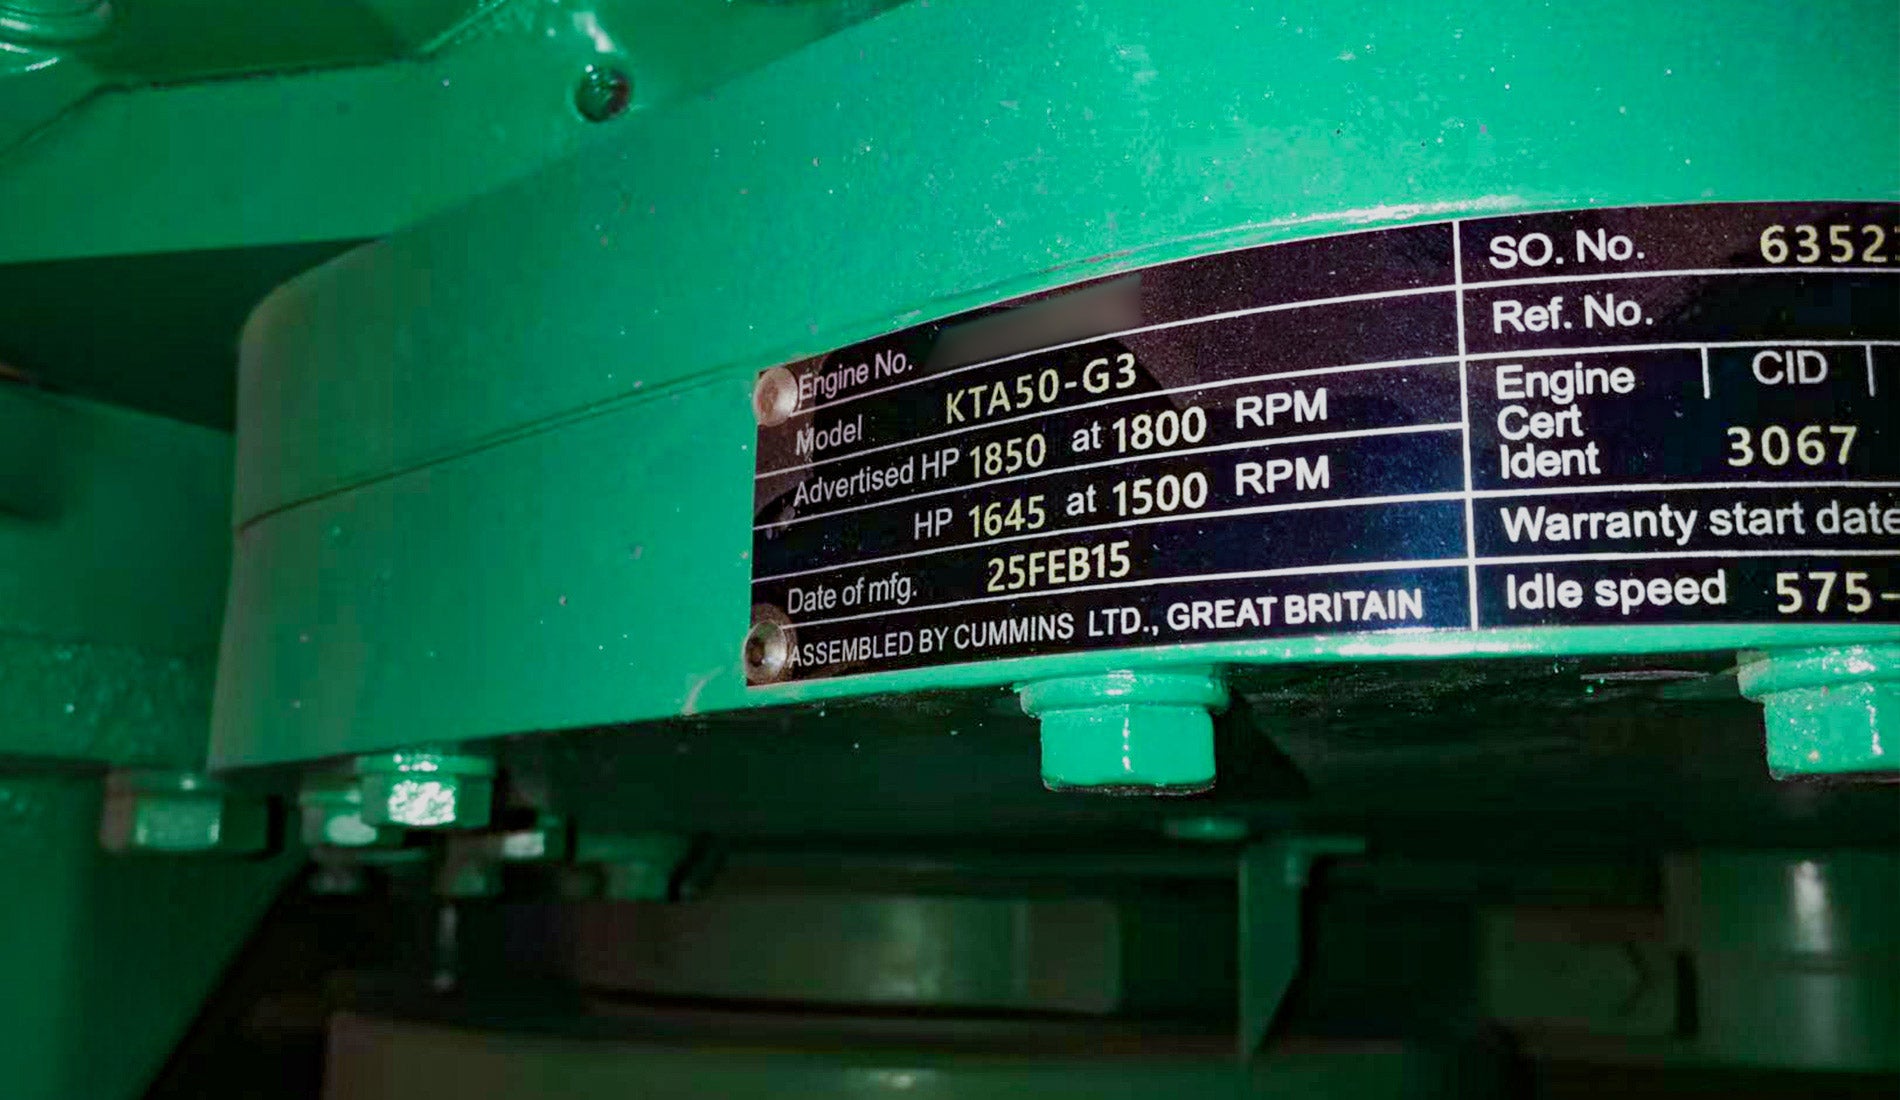 Engine No.
Model KTA50-G3
Advertised HP 1850 at 1800 RPM
HP 1645 at 1500 RPM
Date of mfg. 25FEB15
ASSEMBLED BY CUMMINS LTD., GREAT BRITAIN
SO. No. 6352
Ref. No.
Engine Cert Ident
CID
3067
Warranty start date
Idle speed 575-